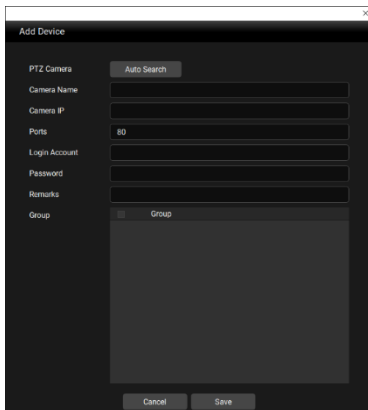 Add Device
PTZ Camera Auto Search
Camera Name
Camera IP
Ports 80
Login Account
Password
Remarks
Group Group
Cancel Save